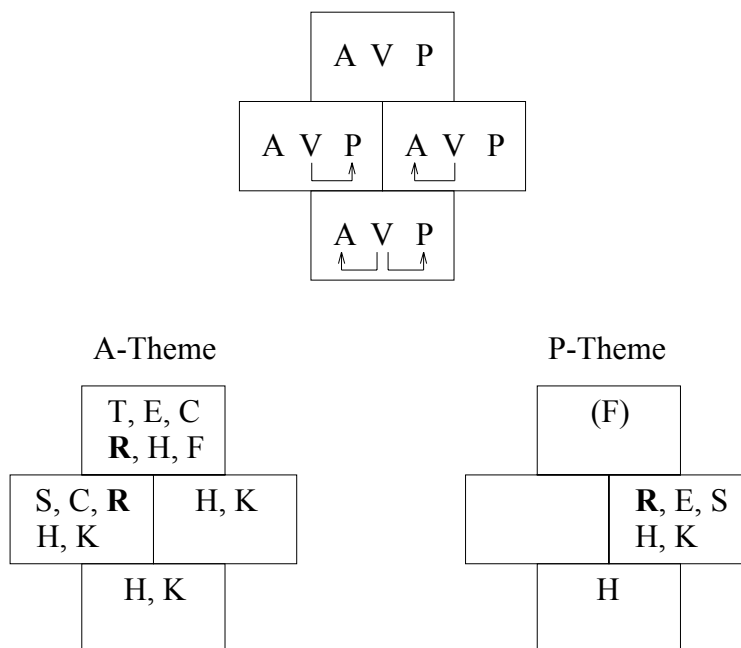 A V P
A V P A V P
A V P
A-Theme P-Theme
T, E, C (F)
R, H, F
S, C, R H, K R, E, S
H, K H, K
H, K H